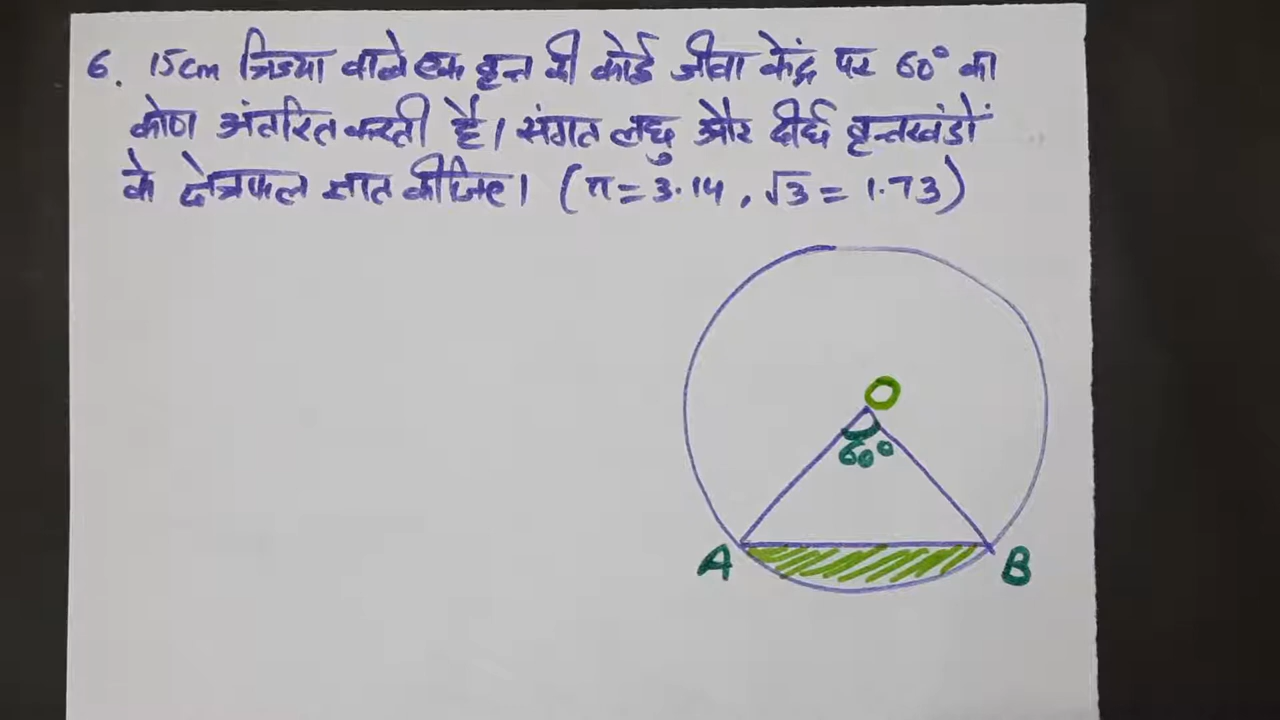 6. 15cm त्रिज्या वाले एक वृत्त की कोई जीवा केंद्र पर 60° का
कोण अंतरित करती है। संगत लघु और दीर्घ वृत्तखंडों
के क्षेत्रफल ज्ञात कीजिए। (π = 3.14, √3 = 1.73)
O
60°
A
B